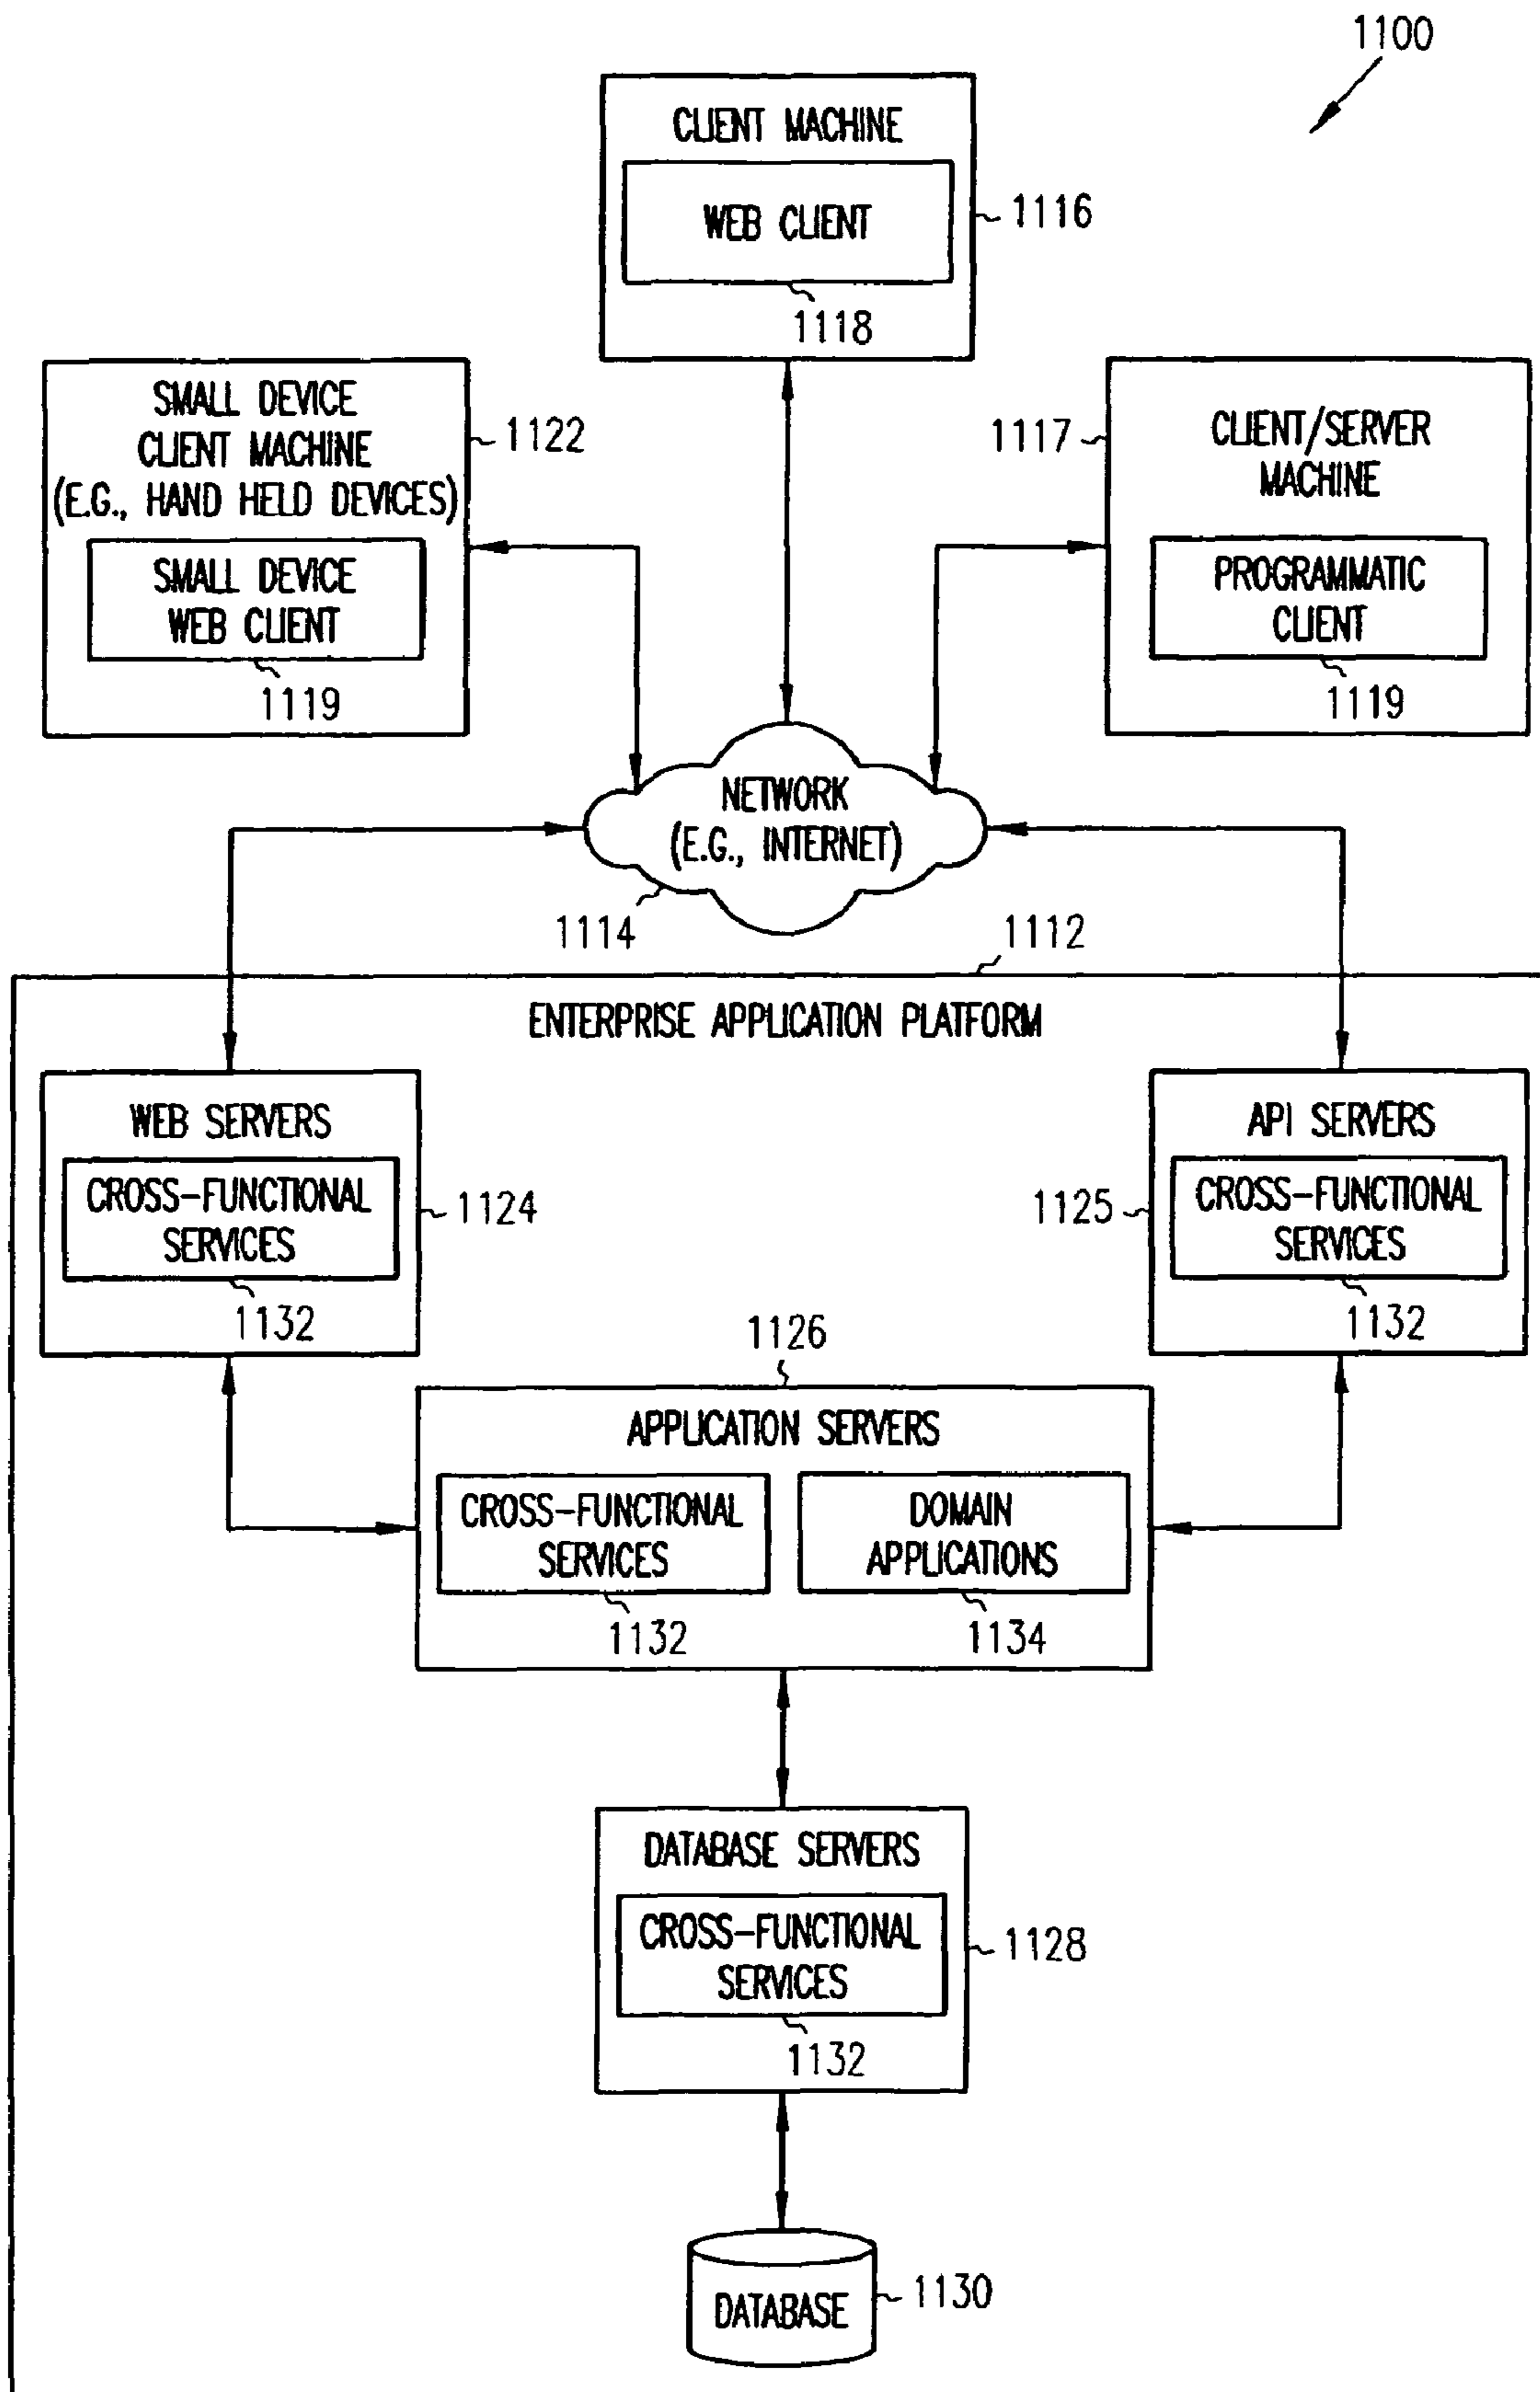 1100
CLIENT MACHINE
WEB CLIENT
1116
1118
SMALL DEVICE
CLIENT MACHINE
(E.G., HAND HELD DEVICES)
1122
SMALL DEVICE
WEB CLIENT
1119
1117
CLIENT/SERVER
MACHINE
PROGRAMMATIC
CLIENT
1119
NETWORK
(E.G., INTERNET)
1114
1112
ENTERPRISE APPLICATION PLATFORM
WEB SERVERS
CROSS-FUNCTIONAL
SERVICES
1124
1132
API SERVERS
1125
CROSS-FUNCTIONAL
SERVICES
1132
1126
APPLICATION SERVERS
CROSS-FUNCTIONAL
SERVICES
1132
DOMAIN
APPLICATIONS
1134
DATABASE SERVERS
CROSS-FUNCTIONAL
SERVICES
1128
1132
DATABASE
1130